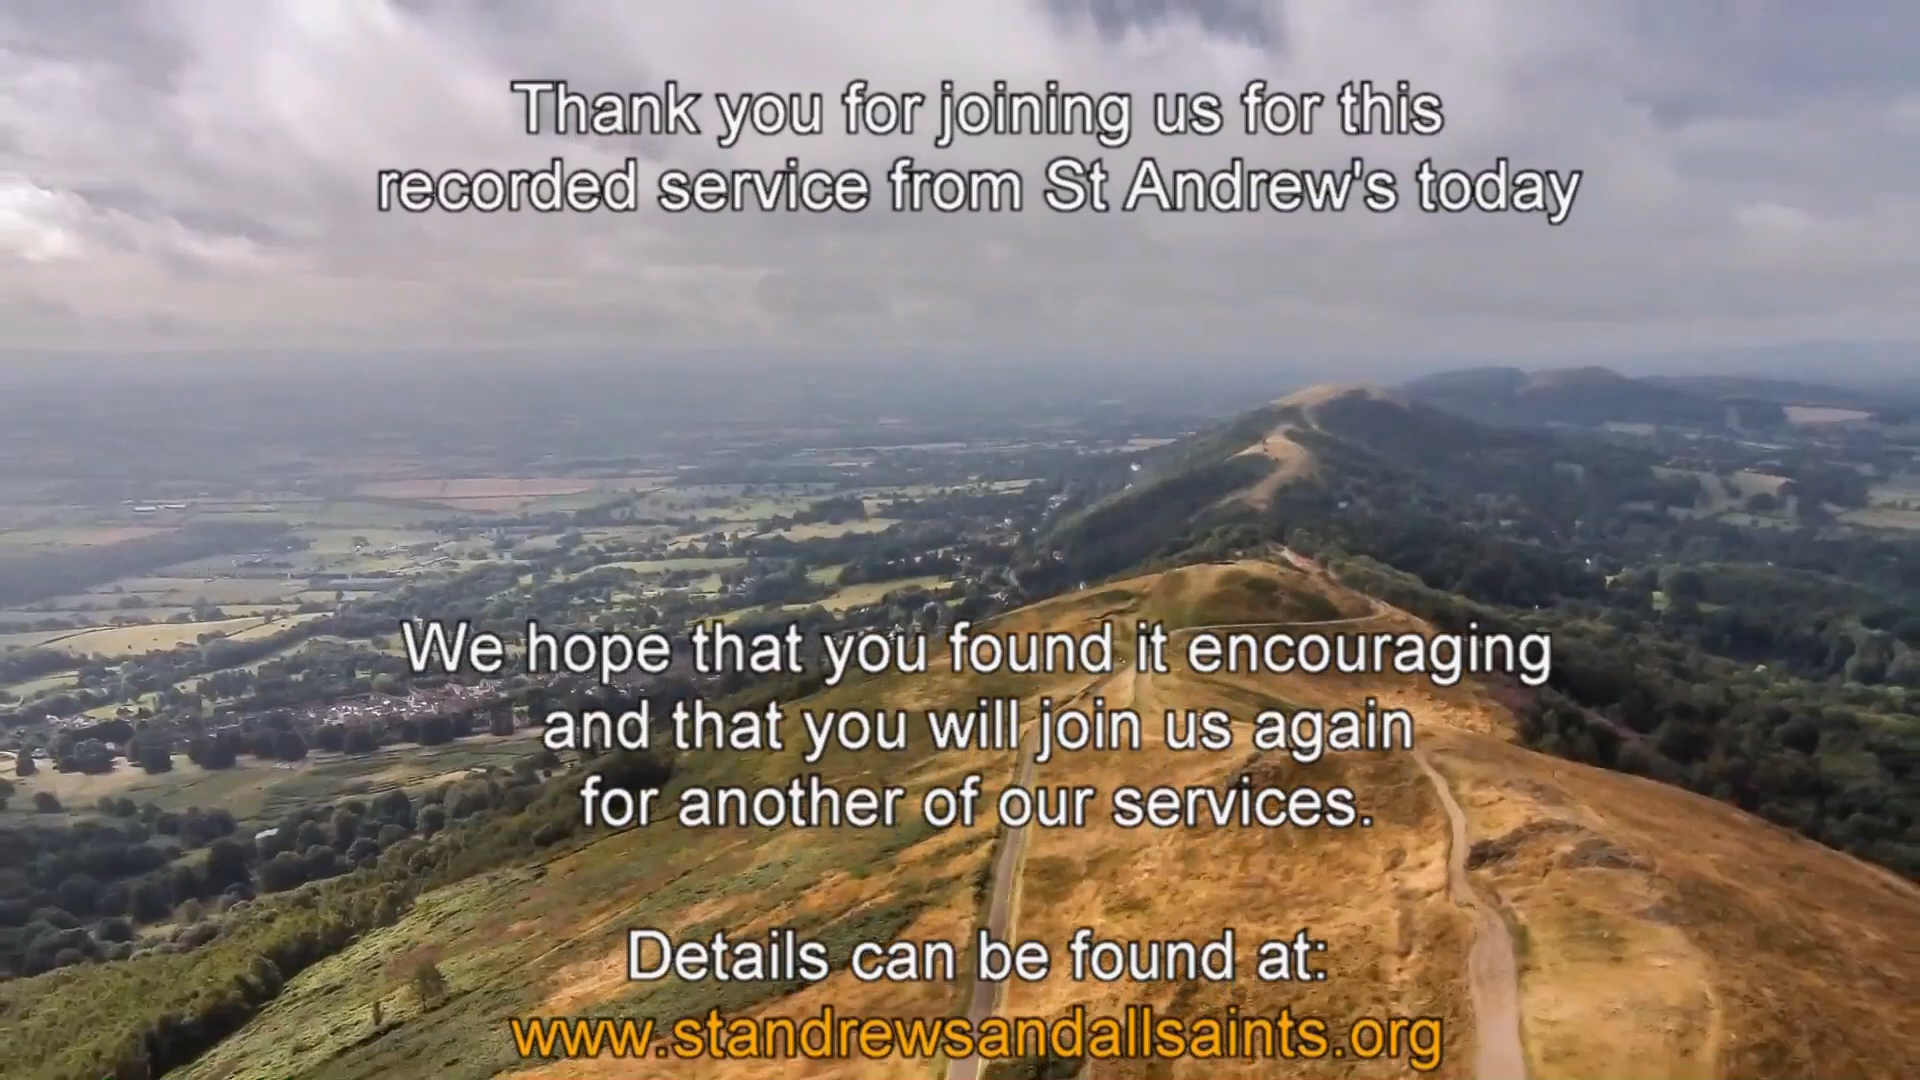 Thank you for joining us for this
recorded service from St Andrew's today
We hope that you found it encouraging
and that you will join us again
for another of our services.
Details can be found at:
www.standrewsandallsaints.org